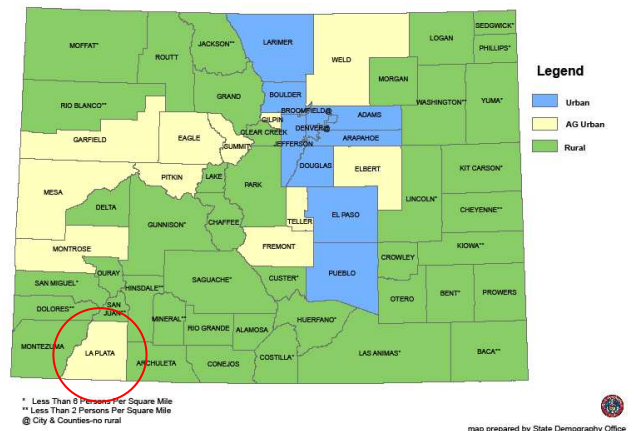 SEDGWICK*
MOFFAT*
ROUTT
JACKSON**
LARIMER
WELD
LOGAN
PHILLIPS*
MORGAN
RIO BLANCO**
GRAND
BOULDER
BROOMFIELD@
ADAMS
WASHINGTON**
YUMA*
GILPIN
DENVER@
GARFIELD
EAGLE
SUMMIT
CLEAR CREEK
JEFFERSON
ARAPAHOE
PITKIN
LAKE
PARK
DOUGLAS
ELBERT
KIT CARSON*
LINCOLN*
MESA
DELTA
GUNNISON*
CHAFFEE
TELLER
EL PASO
CHEYENNE**
MONTROSE
FREMONT
KIOWA**
OURAY
CROWLEY
SAN MIGUEL*
HINSDALE**
SAGUACHE*
CUSTER*
PUEBLO
DOLORES**
SAN
JUAN**
MINERAL**
RIO GRANDE
ALAMOSA
HUERFANO*
OTERO
BENT*
PROWERS
MONTEZUMA
LA PLATA
ARCHULETA
CONEJOS
COSTILLA*
LAS ANIMAS*
BACA**
Legend
Urban
AG Urban
Rural
* Less Than 6 Persons Per Square Mile
** Less Than 2 Persons Per Square Mile
@ City & Counties-no rural
map prepared by State Demography Office